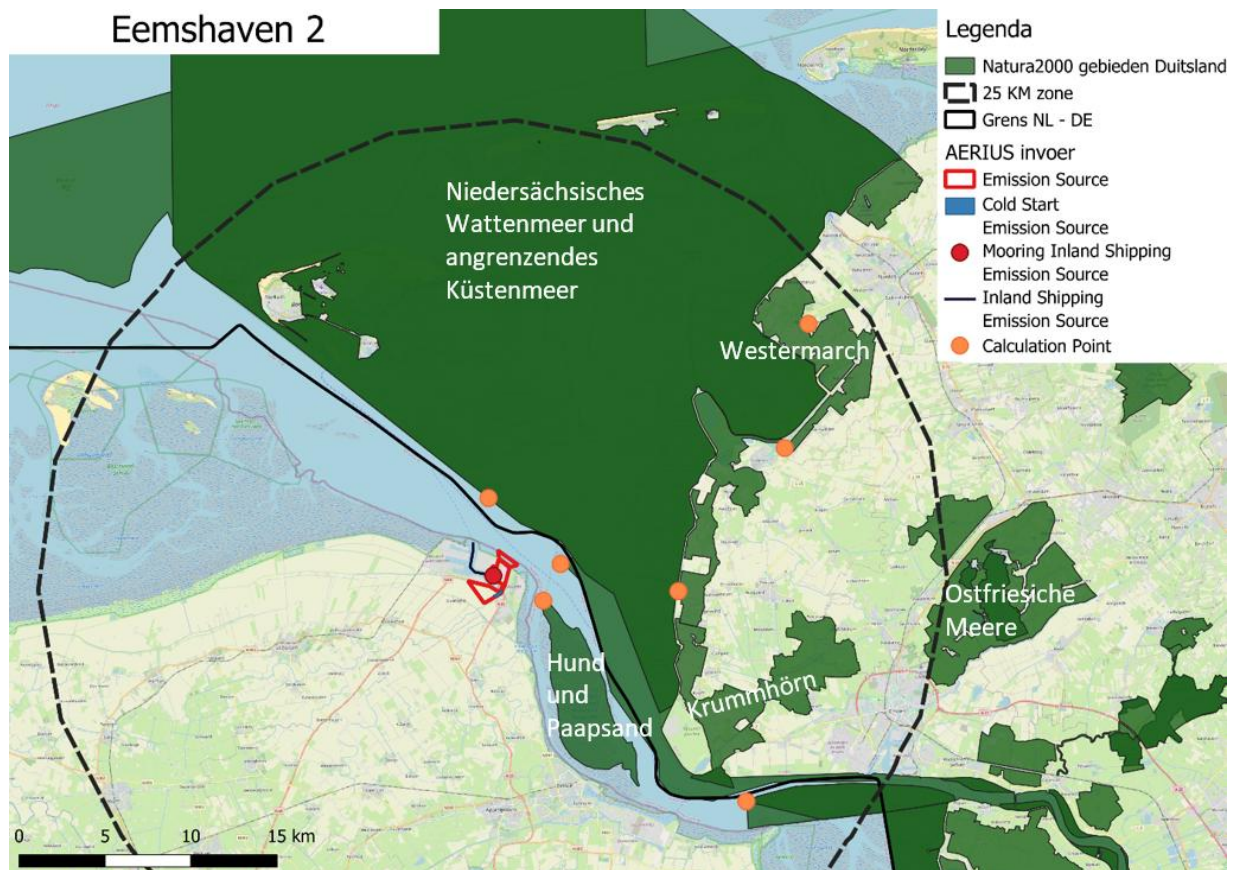 Eemshaven 2
Legenda
Natura2000 gebieden Duitsland
25 KM zone
Grens NL - DE
AERIUS invoer
Emission Source
Cold Start
Emission Source
Mooring Inland Shipping
Emission Source
Inland Shipping
Emission Source
Calculation Point
Niedersächsisches
Wattenmeer und
angrenzendes
Küstenmeer
Westermarch
Ostfriesiche
Meere
Hund
und
Paapsand
Krummhörn
0 5 10 15 km